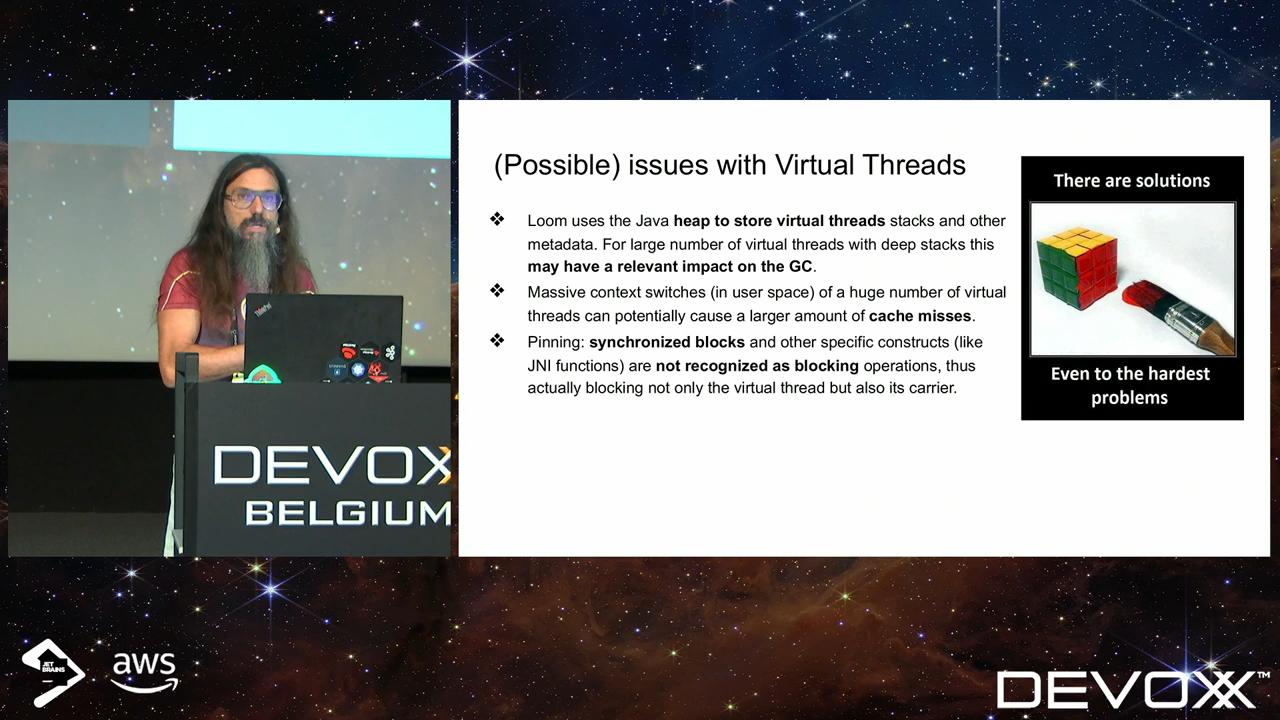 (Possible) issues with Virtual Threads
❖ Loom uses the Java heap to store virtual threads stacks and other
metadata. For large number of virtual threads with deep stacks this
may have a relevant impact on the GC.
❖ Massive context switches (in user space) of a huge number of virtual
threads can potentially cause a larger amount of cache misses.
❖ Pinning: synchronized blocks and other specific constructs (like
JNI functions) are not recognized as blocking operations, thus
actually blocking not only the virtual thread but also its carrier.
There are solutions
Even to the hardest
problems
ThinkPad
DEVOXX
BELGIUM
JET
BRAINS
aws
DEVOXX™